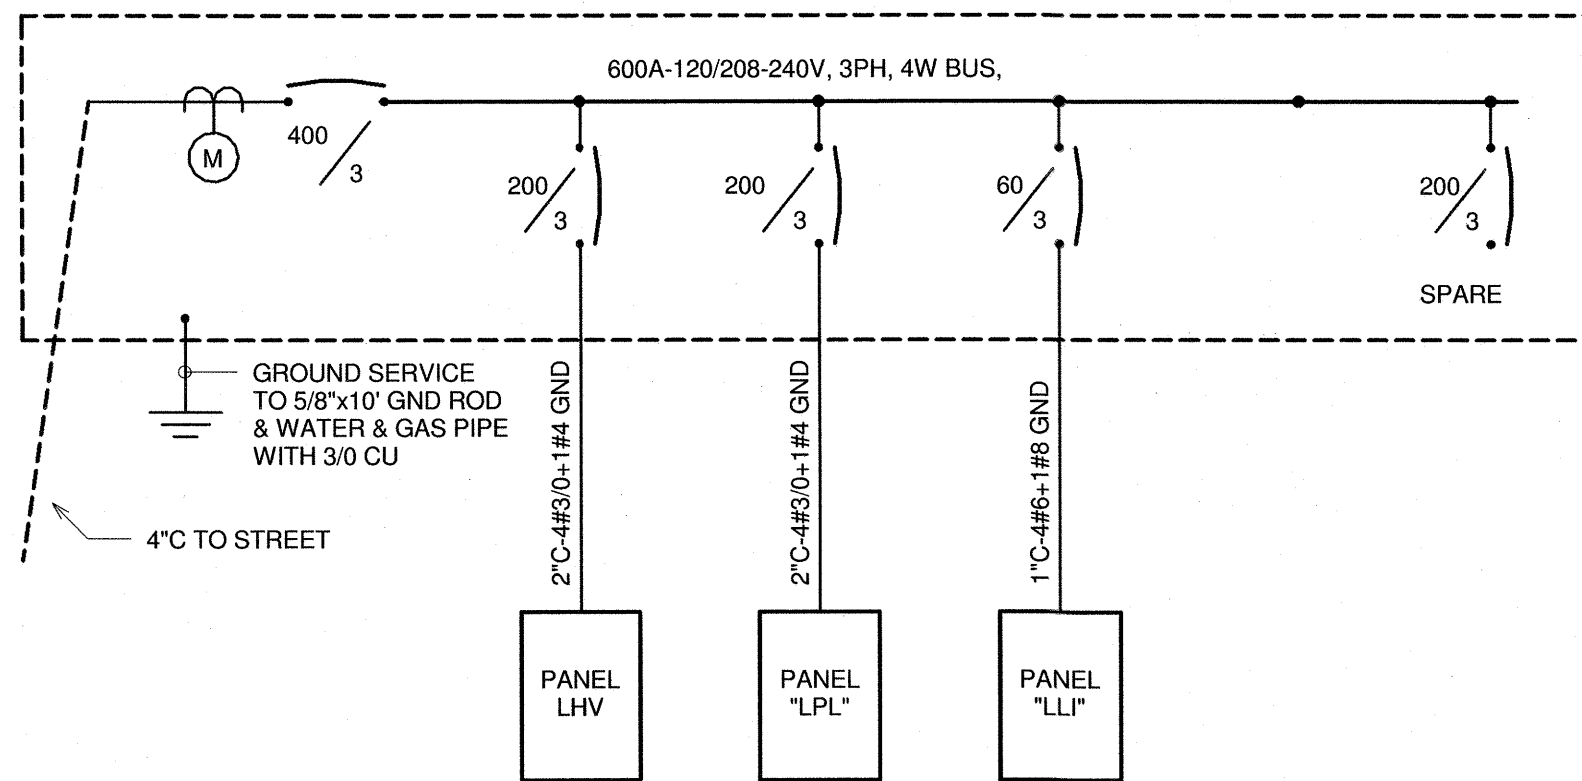 600A-120/208-240V, 3PH, 4W BUS,
M
400
3
200
3
200
3
60
3
200
3
SPARE
GROUND SERVICE
TO 5/8"x10' GND ROD
& WATER & GAS PIPE
WITH 3/0 CU
4"C TO STREET
2"C-4#3/0+1#4 GND
2"C-4#3/0+1#4 GND
1"C-4#6+1#8 GND
PANEL
LHV
PANEL
"LPL"
PANEL
"LLI"